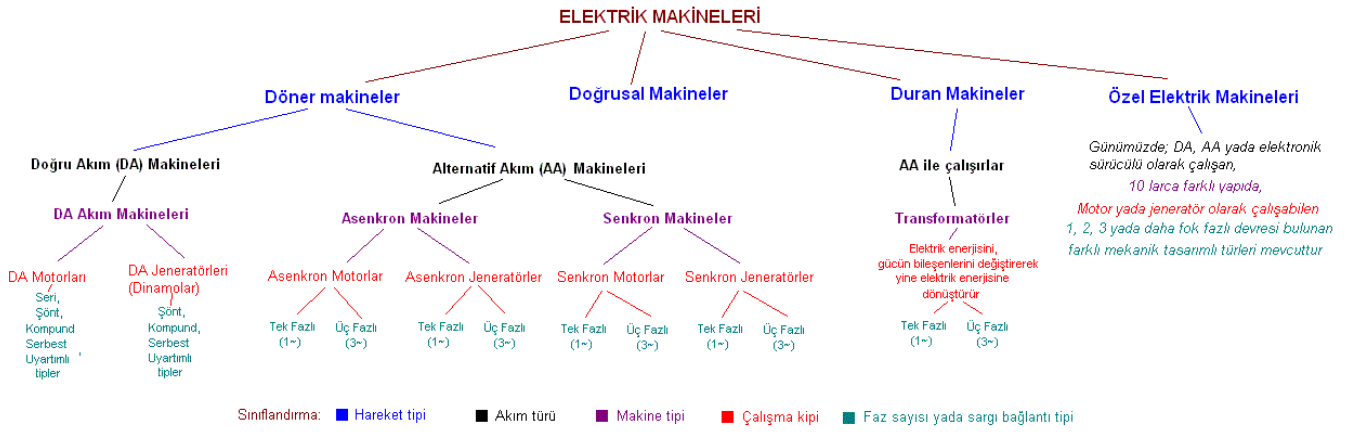 ELEKTRİK MAKİNELERİ
Döner makineler
Doğrusal Makineler
Duran Makineler
Özel Elektrik Makineleri
Doğru Akım (DA) Makineleri
Alternatif Akım (AA) Makineleri
AA ile çalışırlar
Günümüzde; DA, AA yada elektronik
sürücülü olarak çalışan,
10 larca farklı yapıda,
Motor yada jeneratör olarak çalışabilen
1, 2, 3 yada daha fok fazlı devresi bulunan
farklı mekanik tasarımlı türleri mevcuttur
DA Akım Makineleri
Asenkron Makineler
Senkron Makineler
Transformatörler
Elektrik enerjisini,
gücün bileşenlerini değiştirerek
yine elektrik enerjisine
dönüştürür
DA Motorları
DA Jeneratörleri
(Dinamolar)
Asenkron Motorlar
Asenkron Jeneratörler
Senkron Motorlar
Senkron Jeneratörler
Seri,
Şönt,
Kompund
Serbest
Uyartımlı ,
tipler
Şönt,
Kompund,
Serbest
Uyartımlı
tipler
Tek Fazlı
(1~)
Üç Fazlı
(3~)
Tek Fazlı
(1~)
Üç Fazlı
(3~)
Tek Fazlı
(1~)
Üç Fazlı
(3~)
Tek Fazlı
(1~)
Üç Fazlı
(3~)
Tek Fazlı
(1~)
Üç Fazlı
(3~)
Sınıflandırma: Hareket tipi Akım türü Makine tipi Çalışma kipi Faz sayısı yada sargı bağlantı tipi